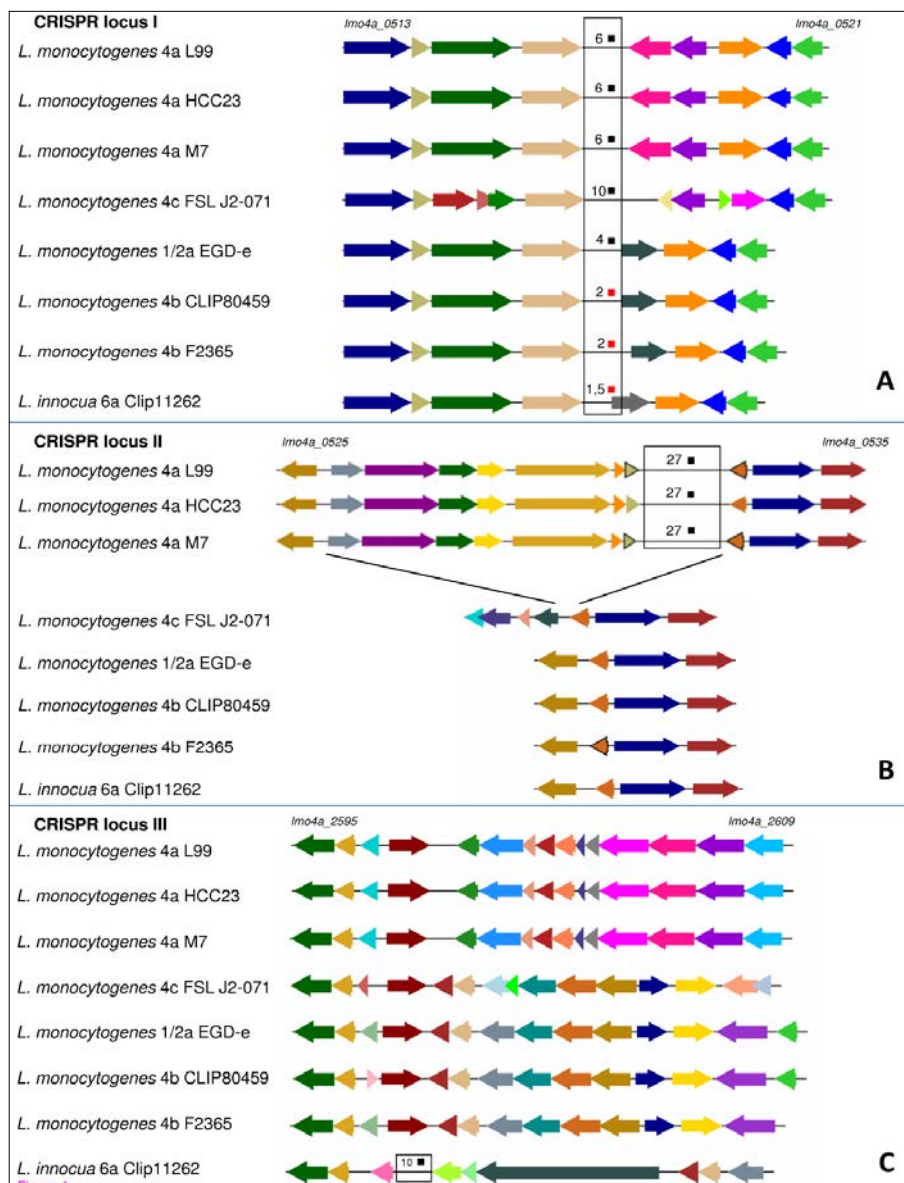 CRISPR locus I
lmo4a_0513 lmo4a_0521
L. monocytogenes 4a L99 6
L. monocytogenes 4a HCC23 6
L. monocytogenes 4a M7 6
L. monocytogenes 4c FSL J2-071 10
L. monocytogenes 1/2a EGD-e 4
L. monocytogenes 4b CLIP80459 2
L. monocytogenes 4b F2365 2
A
L. innocua 6a Clip11262 1,5
CRISPR locus II
lmo4a_0525 lmo4a_0535
L. monocytogenes 4a L99 27
L. monocytogenes 4a HCC23 27
L. monocytogenes 4a M7 27
L. monocytogenes 4c FSL J2-071
L. monocytogenes 1/2a EGD-e
L. monocytogenes 4b CLIP80459
L. monocytogenes 4b F2365
B
L. innocua 6a Clip11262
CRISPR locus III
lmo4a_2595 lmo4a_2609
L. monocytogenes 4a L99
L. monocytogenes 4a HCC23
L. monocytogenes 4a M7
L. monocytogenes 4c FSL J2-071
L. monocytogenes 1/2a EGD-e
L. monocytogenes 4b CLIP80459
L. monocytogenes 4b F2365
L. innocua 6a Clip11262 10
C